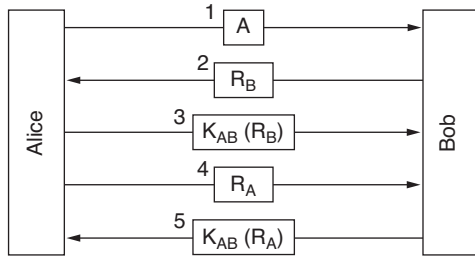 Alice
Bob
1
A
2
R_B
3
K_AB (R_B)
4
R_A
5
K_AB (R_A)